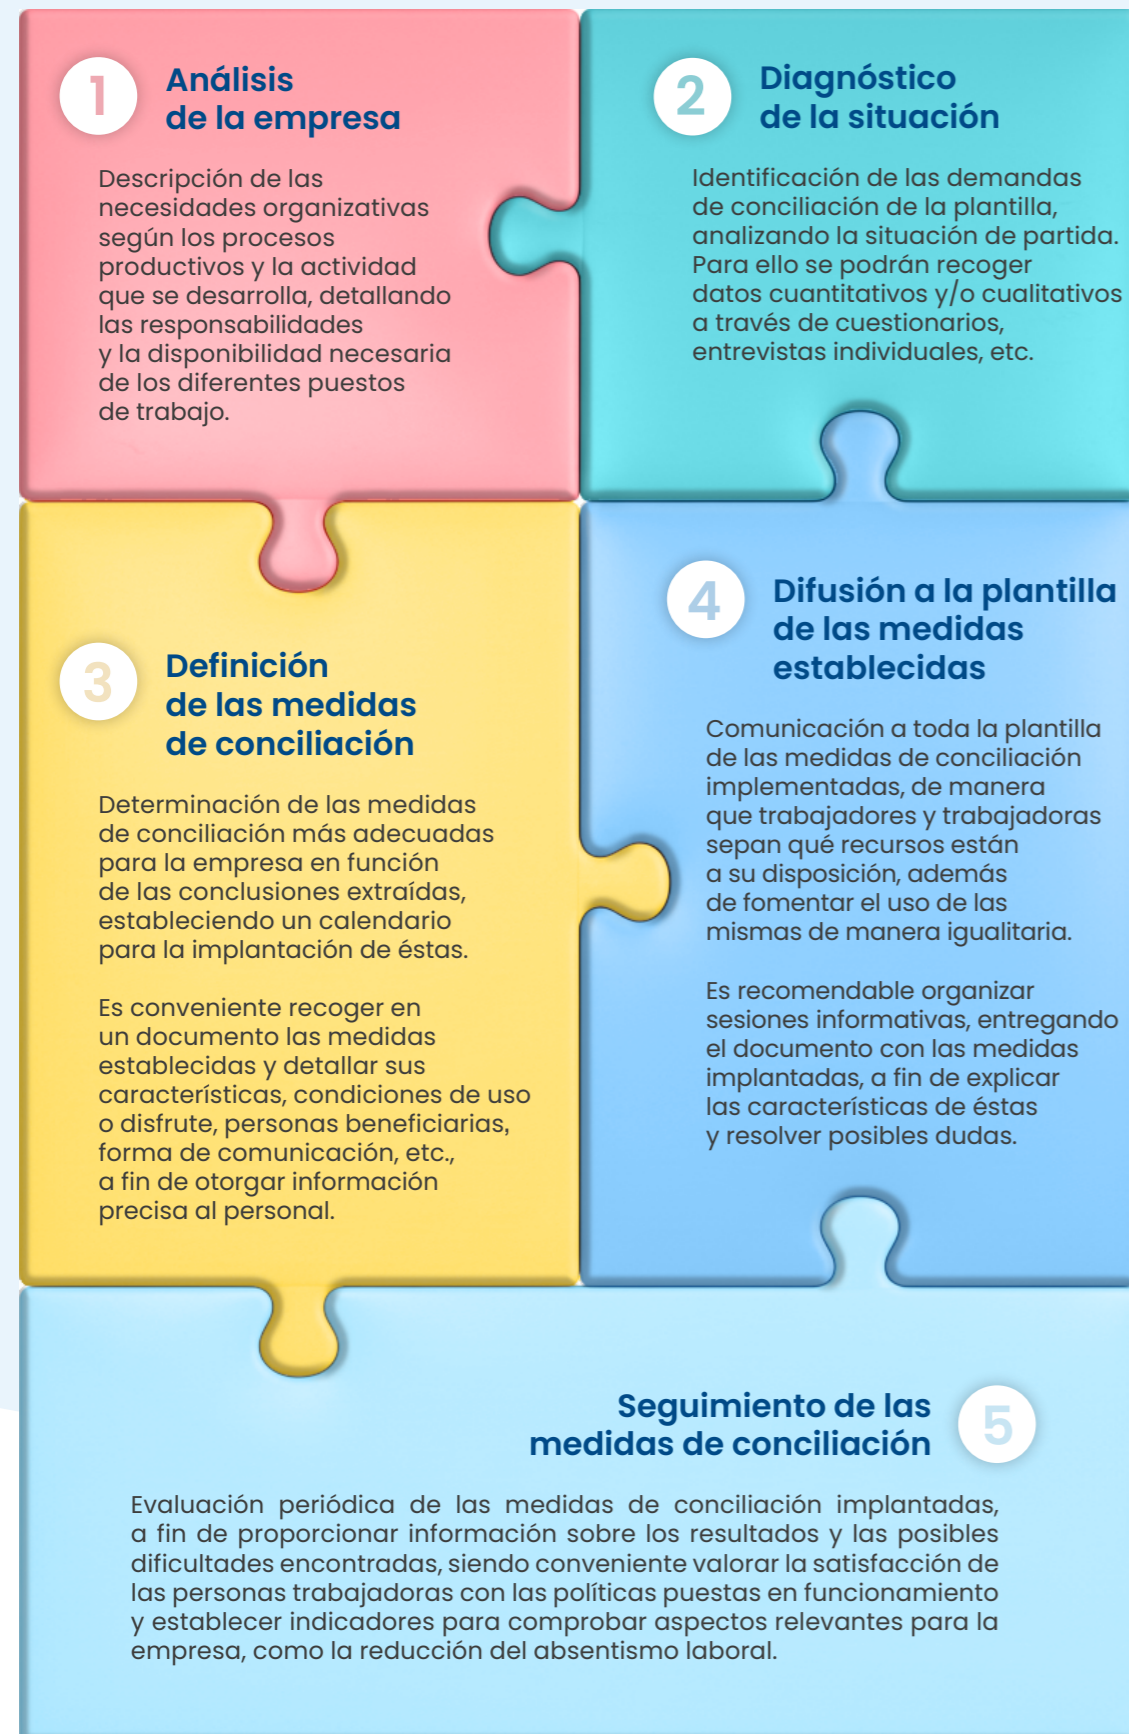 1
Análisis
de la empresa
Descripción de las
necesidades organizativas
según los procesos
productivos y la actividad
que se desarrolla, detallando
las responsabilidades
y la disponibilidad necesaria
de los diferentes puestos
de trabajo.
2
Diagnóstico
de la situación
Identificación de las demandas
de conciliación de la plantilla,
analizando la situación de partida.
Para ello se podrán recoger
datos cuantitativos y/o cualitativos
a través de cuestionarios,
entrevistas individuales, etc.
3
Definición
de las medidas
de conciliación
Determinación de las medidas
de conciliación más adecuadas
para la empresa en función
de las conclusiones extraídas,
estableciendo un calendario
para la implantación de éstas.
Es conveniente recoger en
un documento las medidas
establecidas y detallar sus
características, condiciones de uso
o disfrute, personas beneficiarias,
forma de comunicación, etc.,
a fin de otorgar información
precisa al personal.
4
Difusión a la plantilla
de las medidas
establecidas
Comunicación a toda la plantilla
de las medidas de conciliación
implementadas, de manera
que trabajadores y trabajadoras
sepan qué recursos están
a su disposición, además
de fomentar el uso de las
mismas de manera igualitaria.
Es recomendable organizar
sesiones informativas, entregando
el documento con las medidas
implantadas, a fin de explicar
las características de éstas
y resolver posibles dudas.
Seguimiento de las
medidas de conciliación
5
Evaluación periódica de las medidas de conciliación implantadas,
a fin de proporcionar información sobre los resultados y las posibles
dificultades encontradas, siendo conveniente valorar la satisfacción de
las personas trabajadoras con las políticas puestas en funcionamiento
y establecer indicadores para comprobar aspectos relevantes para la
empresa, como la reducción del absentismo laboral.